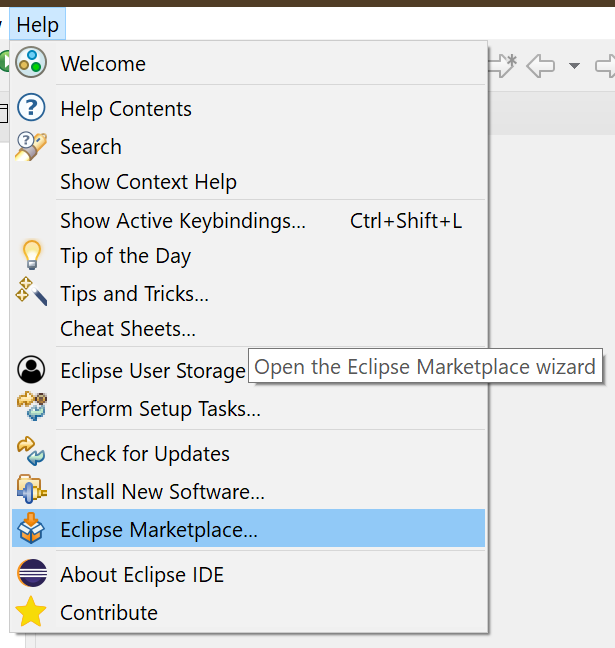 Help
Welcome
Help Contents
Search
Show Context Help
Show Active Keybindings... Ctrl+Shift+L
Tip of the Day
Tips and Tricks...
Cheat Sheets...
Eclipse User Storage
Open the Eclipse Marketplace wizard
Perform Setup Tasks...
Check for Updates
Install New Software...
Eclipse Marketplace...
About Eclipse IDE
Contribute